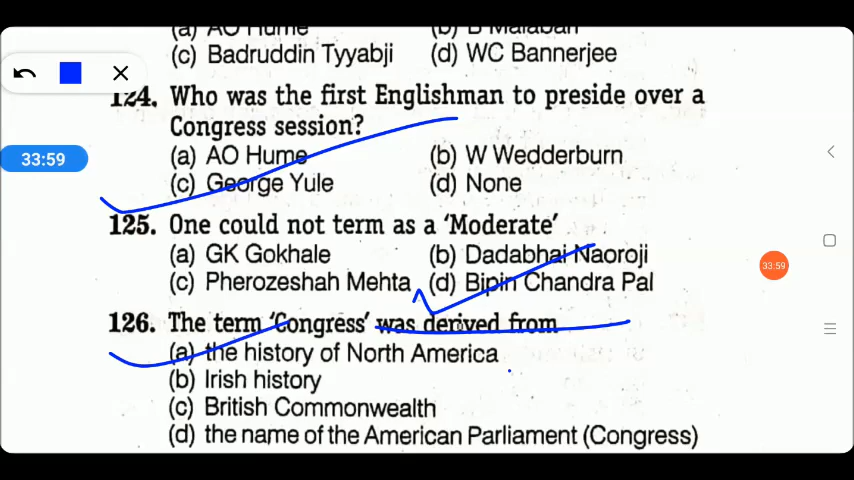 (a) AO Hume (b) B Malabari
(c) Badruddin Tyyabji (d) WC Bannerjee
124. Who was the first Englishman to preside over a
Congress session?
(a) AO Hume (b) W Wedderburn
33:59
(c) George Yule (d) None
125. One could not term as a ‘Moderate’
(a) GK Gokhale (b) Dadabhai Naoroji
33:59
(c) Pherozeshah Mehta (d) Bipin Chandra Pal
126. The term ‘Congress’ was derived from
(a) the history of North America
(b) Irish history
(c) British Commonwealth
(d) the name of the American Parliament (Congress)